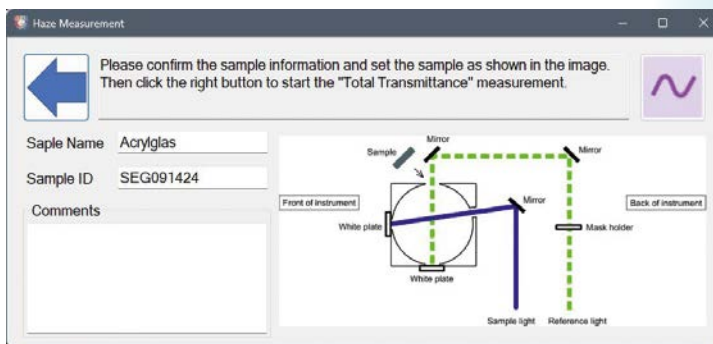 Haze Measurement
Please confirm the sample information and set the sample as shown in the image.
Then click the right button to start the "Total Transmittance" measurement.
Saple Name
Acrylglas
Sample ID
SEG091424
Comments
Mirror
Sample
Mirror
Front of instrument
Mirror
Back of instrument
White plate
Mask holder
White plate
Sample light
Reference light